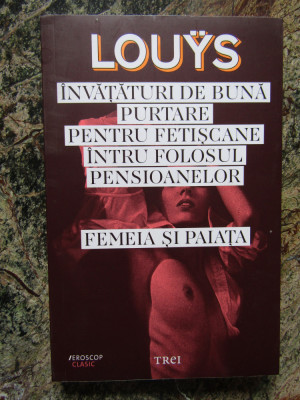 LOUŸS
ÎNVĂȚĂTURI DE BUNĂ
PURTARE
PENTRU FETIȘCANE
ÎNTRU FOLOSUL
PENSIOANELOR
FEMEIA ȘI PAIAȚA
EROSCOP
CLASIC
TREI